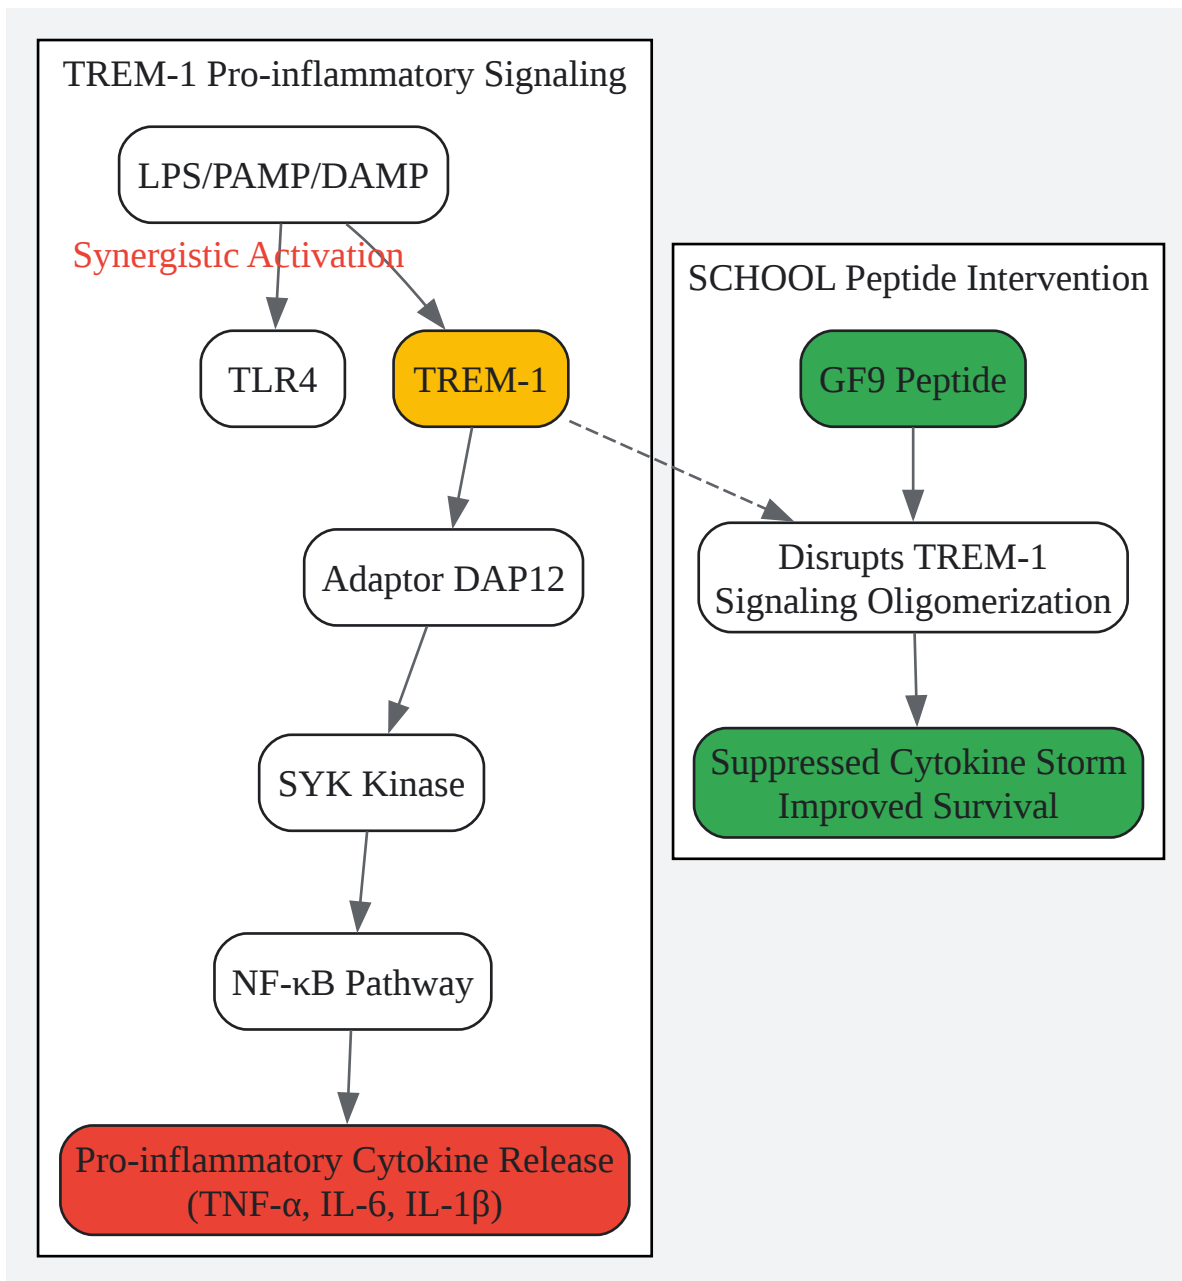 TREM-1 Pro-inflammatory Signaling
LPS/PAMP/DAMP
Synergistic Activation
TLR4
TREM-1
Adaptor DAP12
SYK Kinase
NF-κB Pathway
Pro-inflammatory Cytokine Release
(TNF-α, IL-6, IL-1β)
SCHOOL Peptide Intervention
GF9 Peptide
Disrupts TREM-1
Signaling Oligomerization
Suppressed Cytokine Storm
Improved Survival